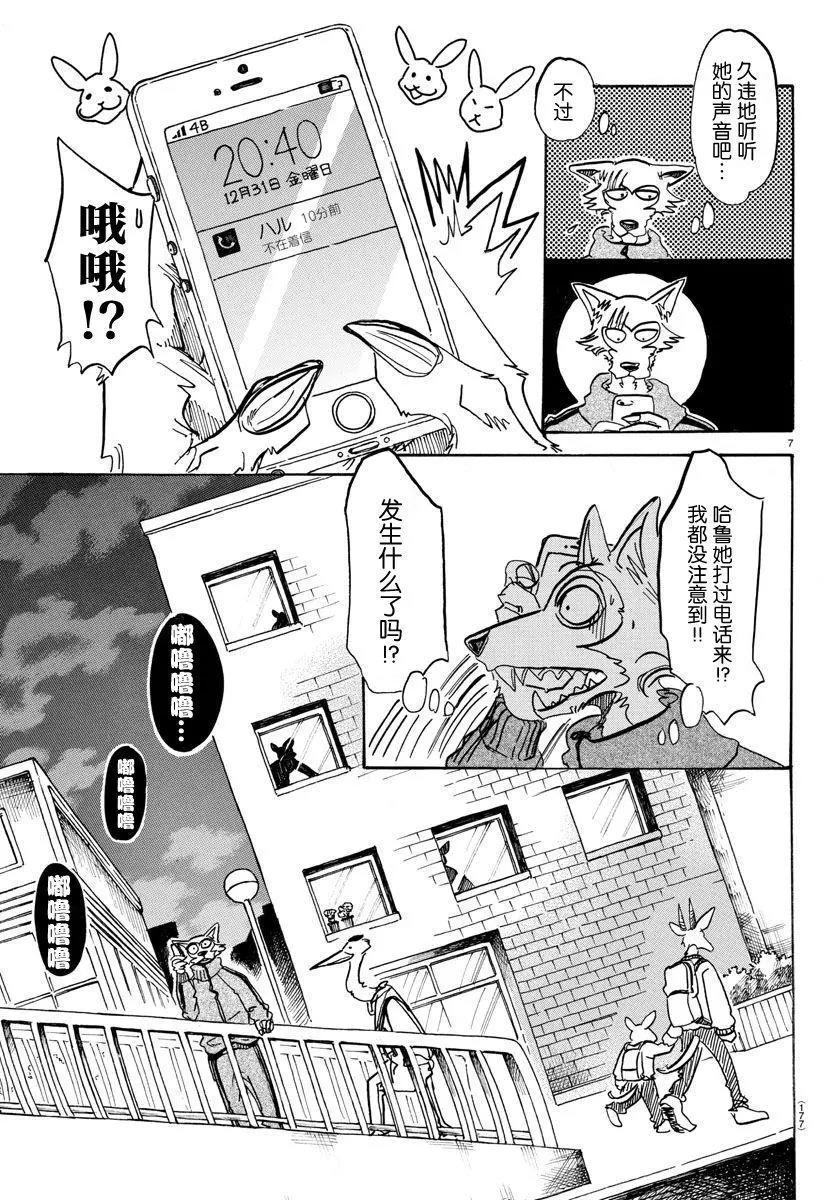 久违地听听
她的声音吧…
不过
4B
20:40
12月31日 金曜日
ハル 10分前
不在着信
哦哦!?
7
哈鲁她打过电话来!?
我都没注意到!!
发生什么了吗!?
嘟噜噜噜…
嘟噜噜噜
嘟噜噜噜
(177)